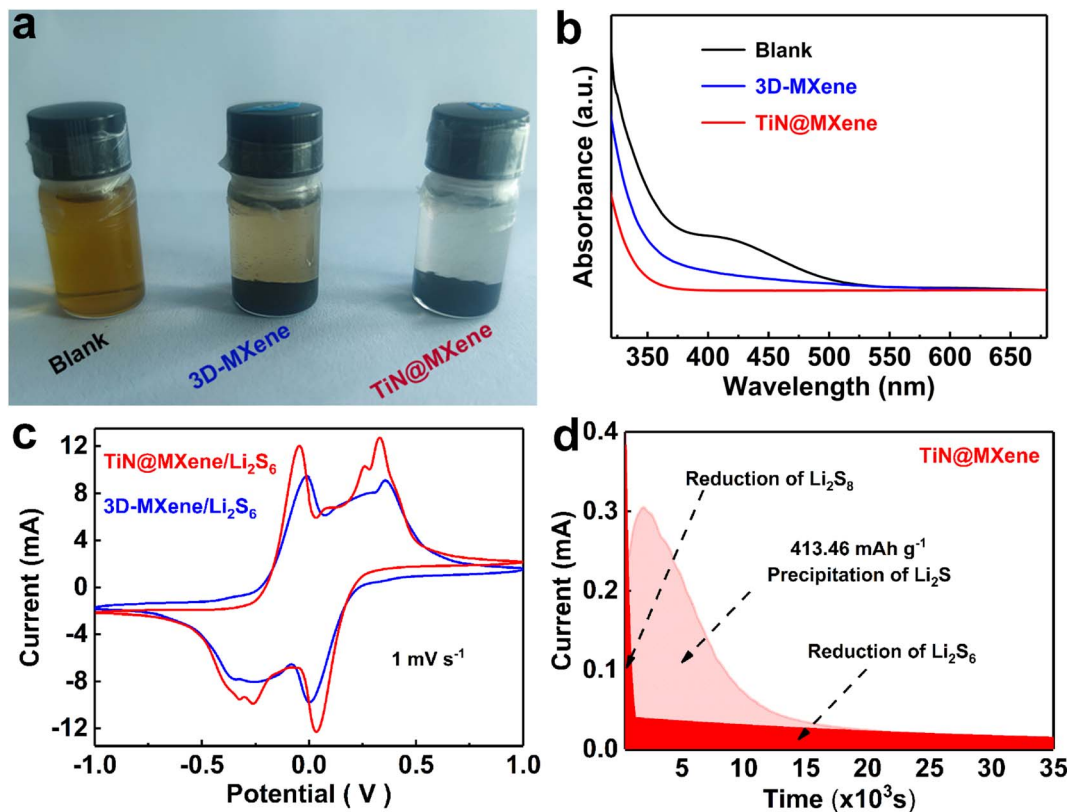 a
Blank
3D-MXene
TiN@MXene
b
Blank
3D-MXene
TiN@MXene
Absorbance (a.u.)
350 400 450 500 550 600 650
Wavelength (nm)
c
TiN@MXene/Li₂S₆
3D-MXene/Li₂S₆
1 mV s⁻¹
12
8
4
0
-4
-8
-12
Current (mA)
-1.0 -0.5 0.0 0.5 1.0
Potential ( V )
d
TiN@MXene
Reduction of Li₂S₈
413.46 mAh g⁻¹
Precipitation of Li₂S
Reduction of Li₂S₆
0.4
0.3
0.2
0.1
0.0
Current (mA)
5 10 15 20 25 30 35
Time (x10³s)